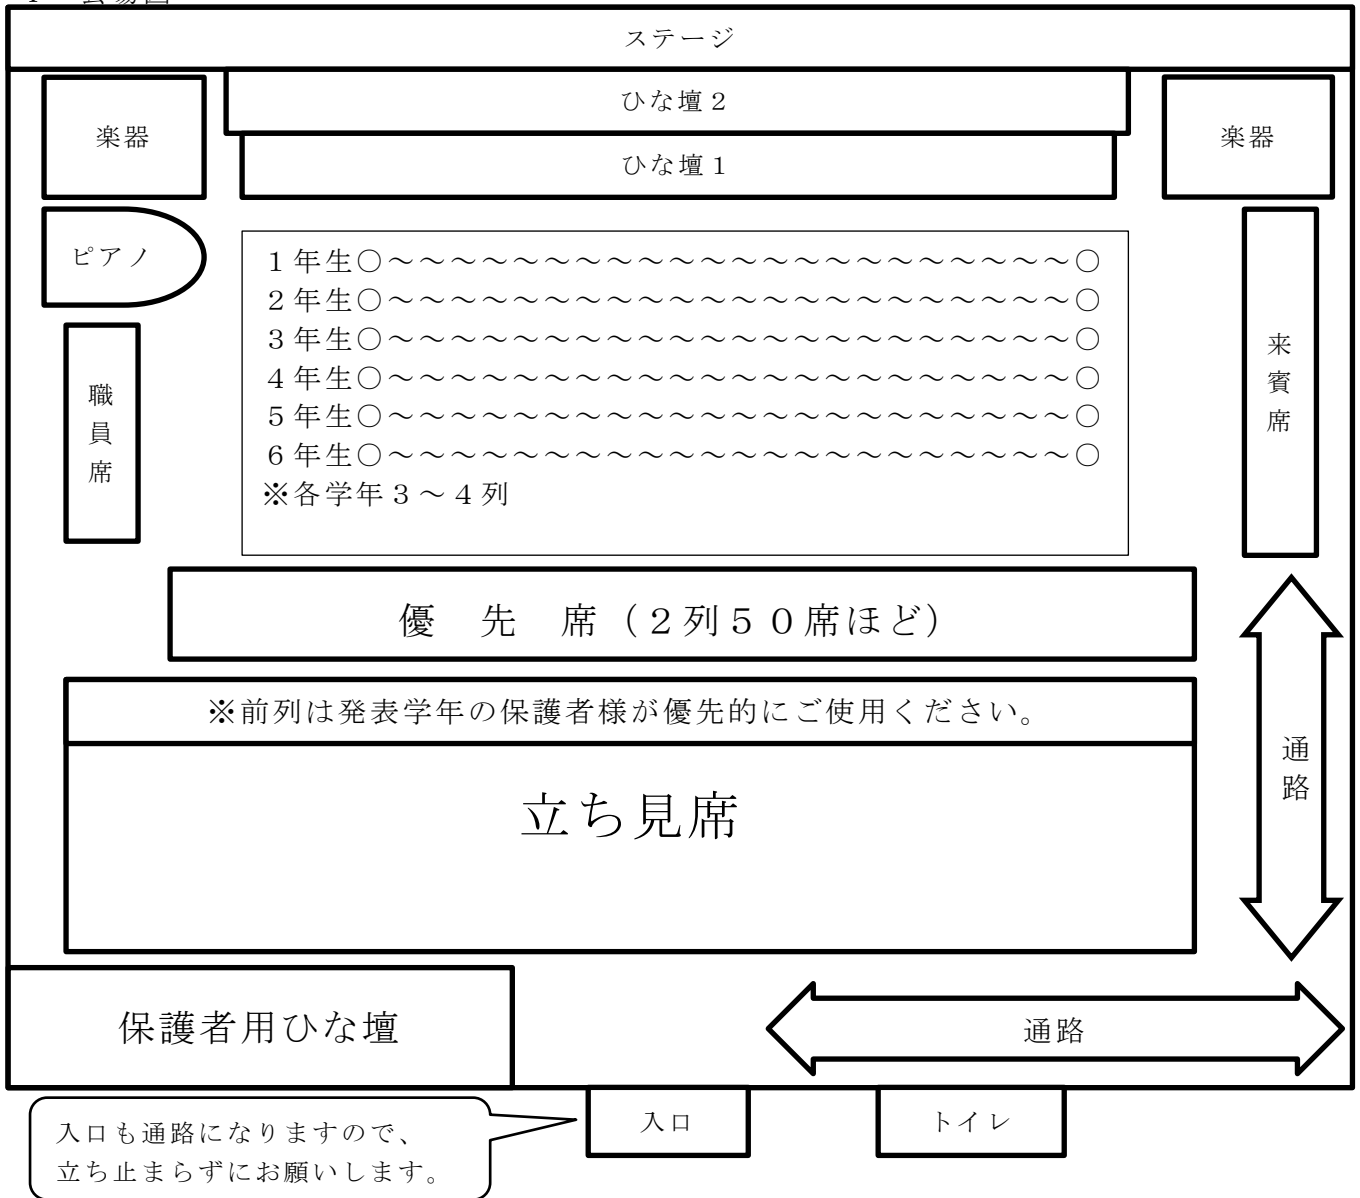 ステージ
ひな壇２
楽器
楽器
ひな壇１
ピアノ
１年生○～～～～～～～～～～～～～～～～～～～～～～○
２年生○～～～～～～～～～～～～～～～～～～～～～～○
３年生○～～～～～～～～～～～～～～～～～～～～～～○
４年生○～～～～～～～～～～～～～～～～～～～～～～○
５年生○～～～～～～～～～～～～～～～～～～～～～～○
６年生○～～～～～～～～～～～～～～～～～～～～～～○
※各学年３～４列
職員席
来賓席
優　先　席（２列５０席ほど）
※前列は発表学年の保護者様が優先的にご使用ください。
立ち見席
通路
保護者用ひな壇
通路
入口
トイレ
入口も通路になりますので、
立ち止まらずにお願いします。